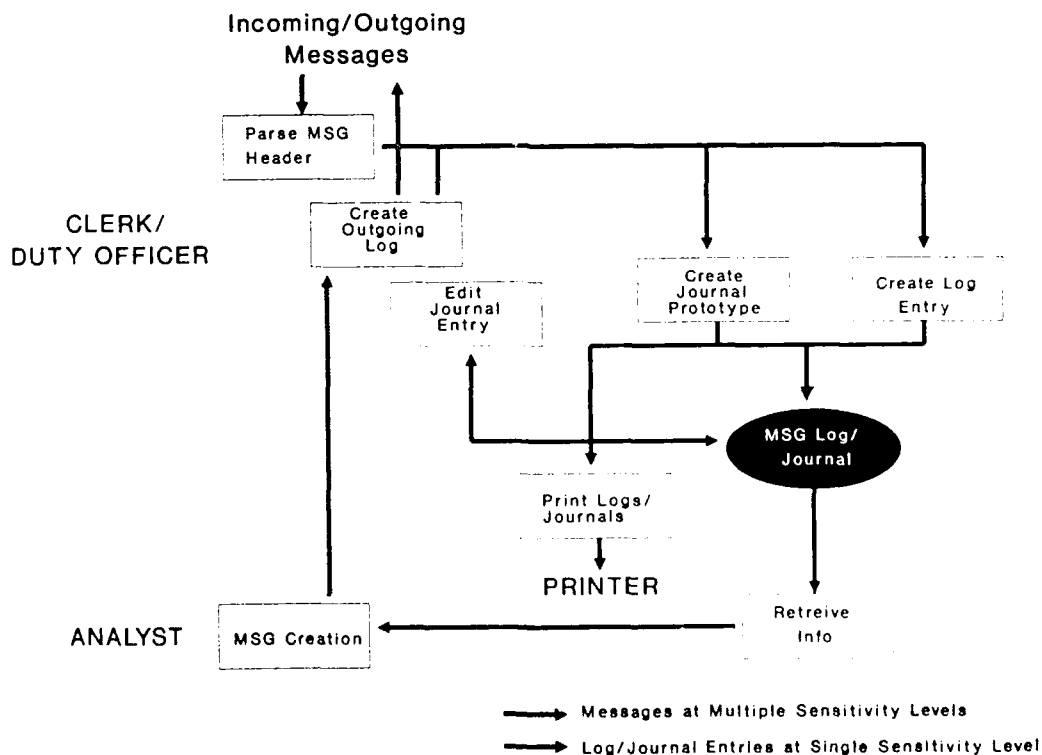 Incoming/Outgoing
Messages
Parse MSG
Header
CLERK/
DUTY OFFICER
Create
Outgoing
Log
Edit
Journal
Entry
Create
Journal
Prototype
Create Log
Entry
MSG Log/
Journal
Print Logs/
Journals
PRINTER
ANALYST
MSG Creation
Retreive
Info
Messages at Multiple Sensitivity Levels
Log/Journal Entries at Single Sensitivity Level